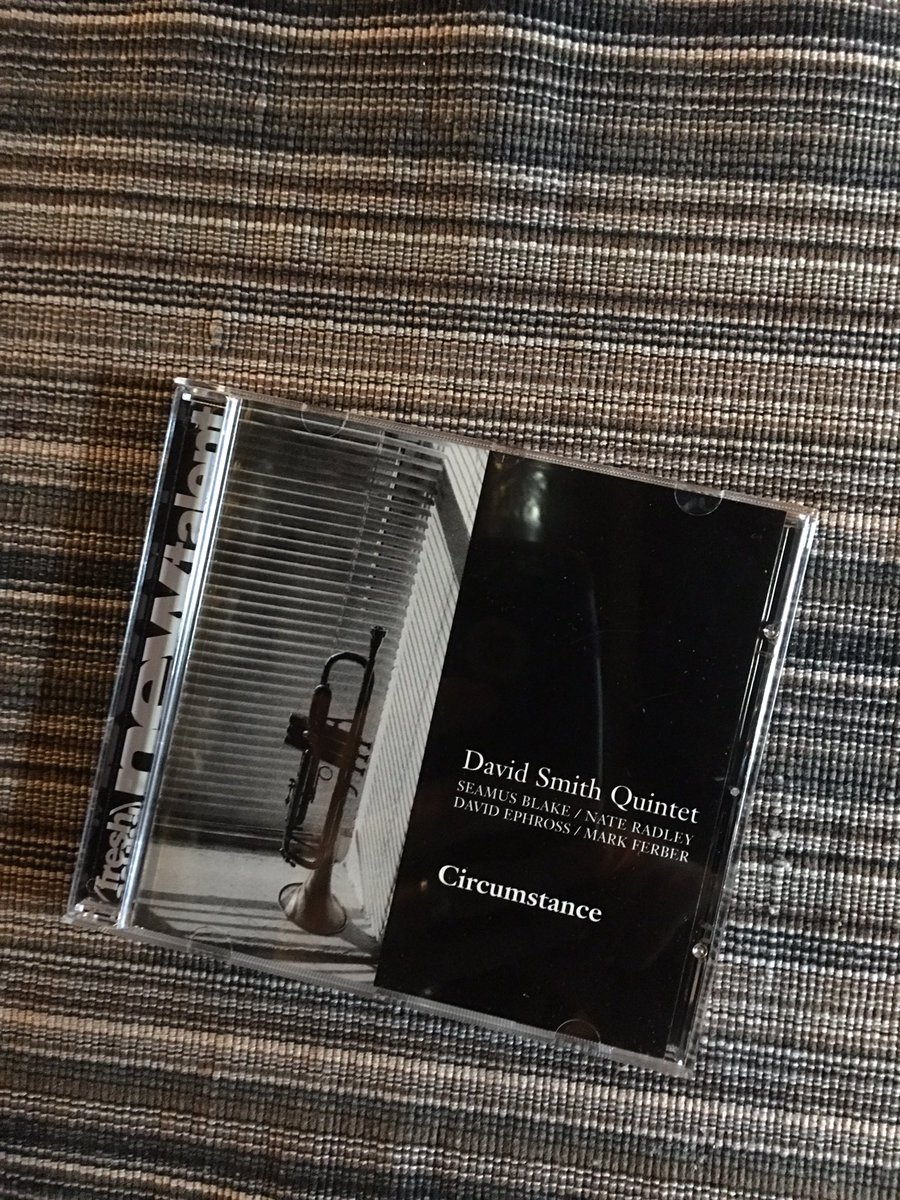 fresh newtalent
David Smith Quintet
SEAMUS BLAKE / NATE RADLEY
DAVID EPHROSS / MARK FERBER
Circumstance